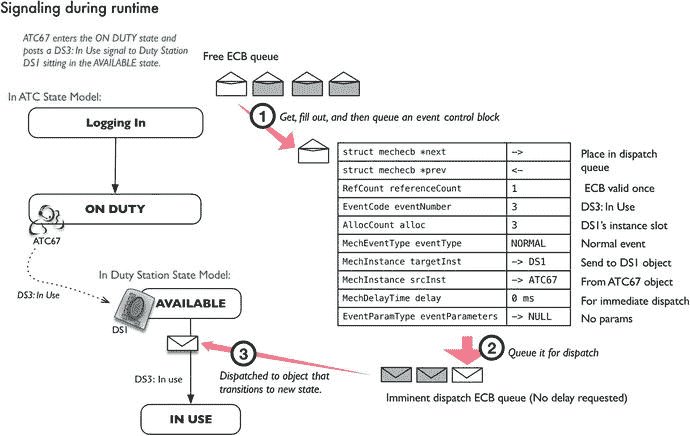 Signaling during runtime
ATC67 enters the ON DUTY state and
posts a DS3: In Use signal to Duty Station
DS1 sitting in the AVAILABLE state.
Free ECB queue
In ATC State Model:
Logging In
1 Get, fill out, and then queue an event control block
struct mechecb *next –> Place in dispatch
struct mechecb *prev <– queue
RefCount referenceCount 1 ECB valid once
EventCode eventNumber 3 DS3: In Use
AllocCount alloc 3 DS1's instance slot
MechEventType eventType NORMAL Normal event
MechInstance targetInst –> DS1 Send to DS1 object
MechInstance srcInst –> ATC67 From ATC67 object
MechDelayTime delay 0 ms For immediate dispatch
EventParamType eventParameters –> NULL No params
ON DUTY
ATC67
In Duty Station State Model:
DS3: In Use
AVAILABLE
DS1
2 Queue it for dispatch
3 Dispatched to object that
transitions to new state.
DS3: In use
Imminent dispatch ECB queue (No delay requested)
IN USE